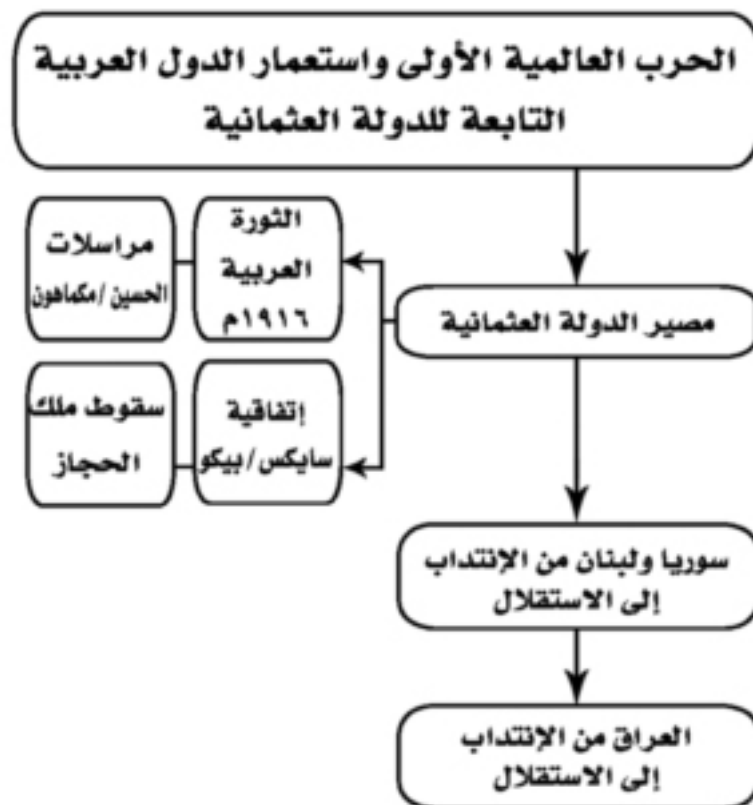 الحرب العالمية الأولى واستعمار الدول العربية
التابعة للدولة العثمانية
مصير الدولة العثمانية
الثورة
العربية
١٩١٦م
مراسلات
الحسين/مكماهون
إتفاقية
سايكس/بيكو
سقوط ملك
الحجاز
سوريا ولبنان من الإنتداب
إلى الاستقلال
العراق من الإنتداب
إلى الاستقلال